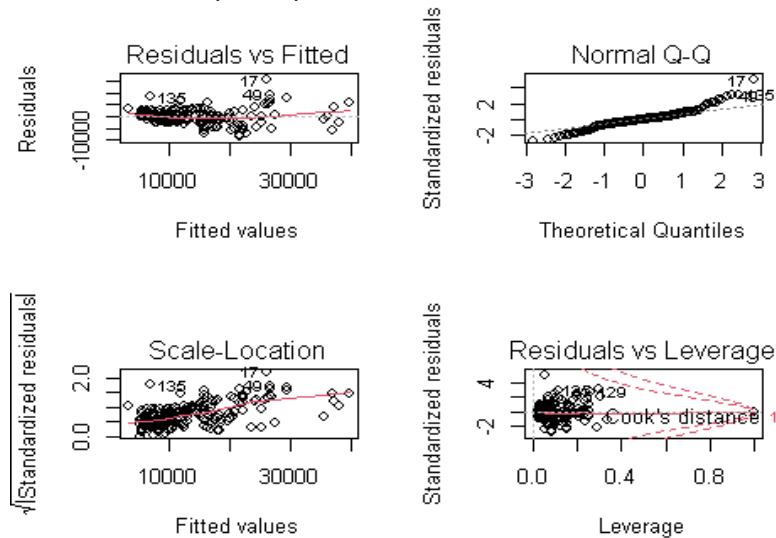 Residuals vs Fitted
Residuals
-10000
17
135
49
10000 30000
Fitted values
Normal Q-Q
Standardized residuals
-2 2
17
135
-3 -2 -1 0 1 2 3
Theoretical Quantiles
Scale-Location
√|Standardized residuals|
0.0 2.0
17
135
49
10000 30000
Fitted values
Residuals vs Leverage
Standardized residuals
-2 4
129
Cook's distance
1
0.0 0.4 0.8
Leverage